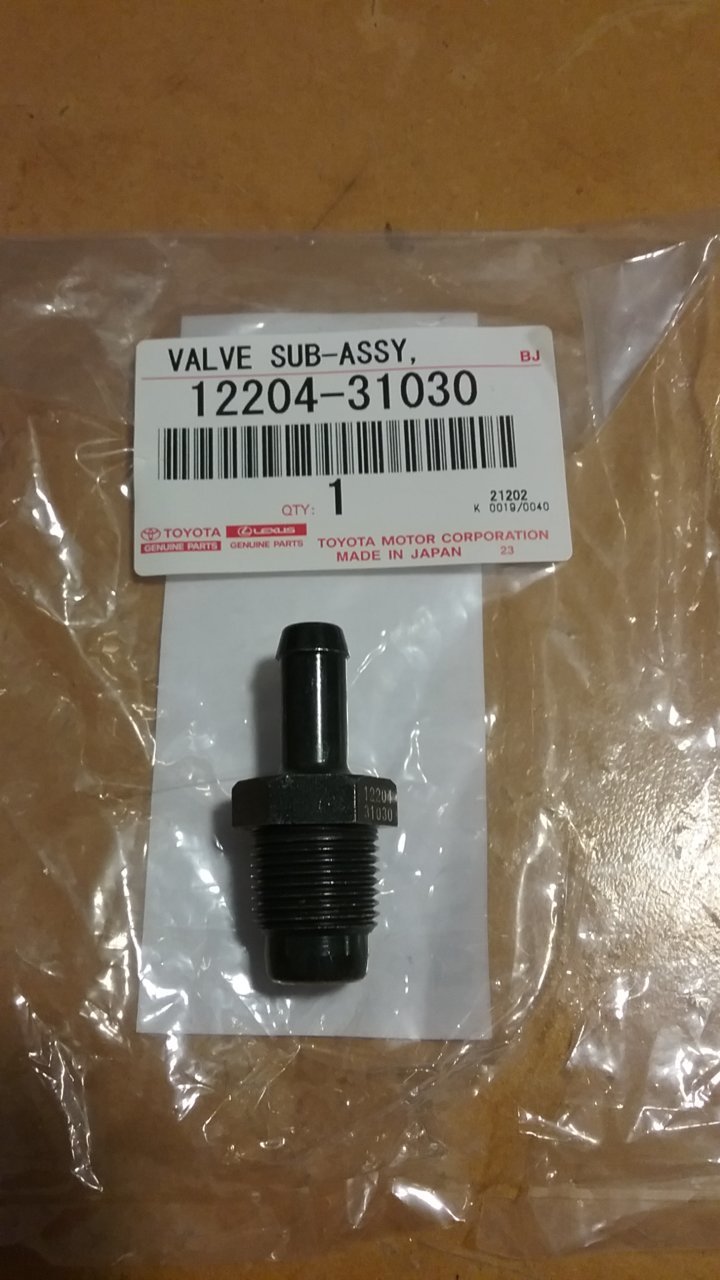 VALVE SUB-ASSY,
BJ
12204-31030
QTY: 1
21202
K 0019/0040
TOYOTA
GENUINE PARTS
LEXUS
GENUINE PARTS
TOYOTA MOTOR CORPORATION
MADE IN JAPAN 23
12204
31030